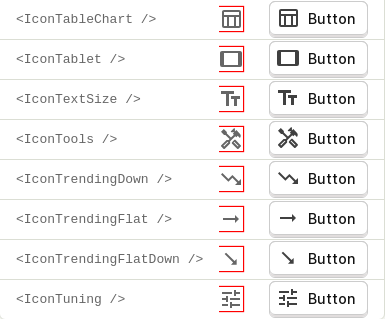 <IconTableChart /> Button
<IconTablet /> Button
<IconTextSize /> Button
<IconTools /> Button
<IconTrendingDown /> Button
<IconTrendingFlat /> Button
<IconTrendingFlatDown /> Button
<IconTuning /> Button